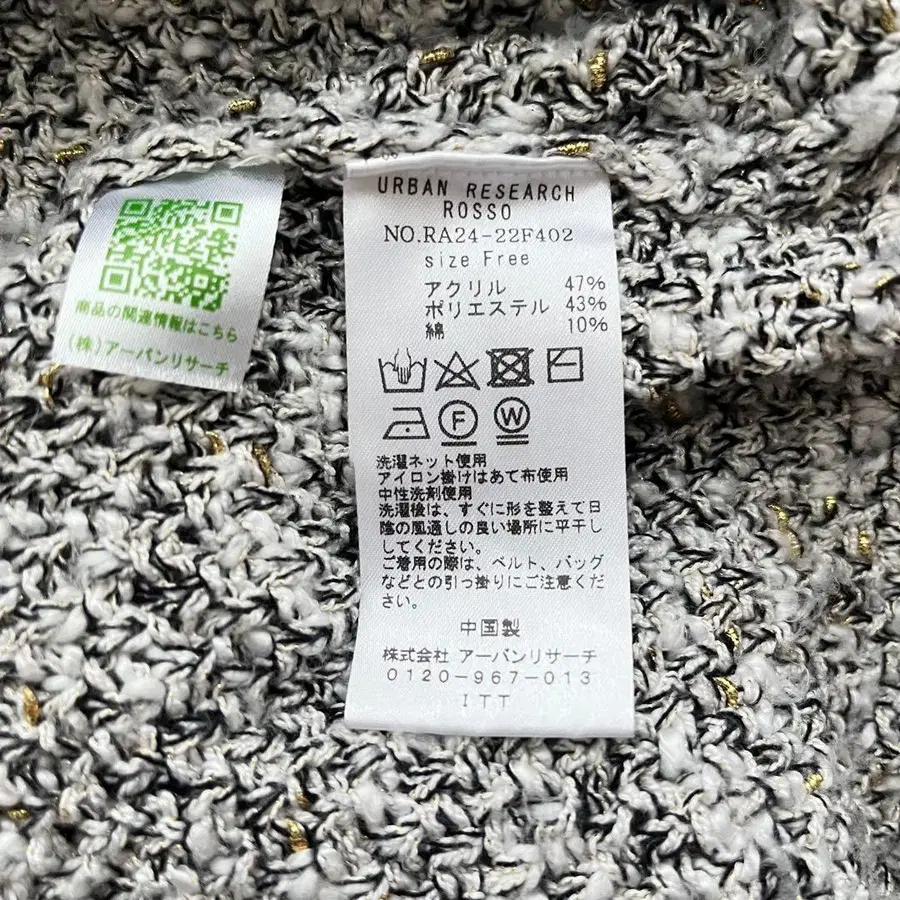 商品の関連情報はこちら
(株)アーバンリサーチ
URBAN RESEARCH
ROSSO
NO.RA24-22F402
size Free
アクリル 47%
ポリエステル 43%
綿 10%
F W
洗濯ネット使用
アイロン掛けはあて布使用
中性洗剤使用
洗濯後は、すぐに形を整えて日
陰の風通しの良い場所に平干し
してください。
ご着用の際は、ベルト、バッグ
などとの引っ掛りにご注意くだ
さい。
中国製
株式会社 アーバンリサーチ
0120-967-013
ITT